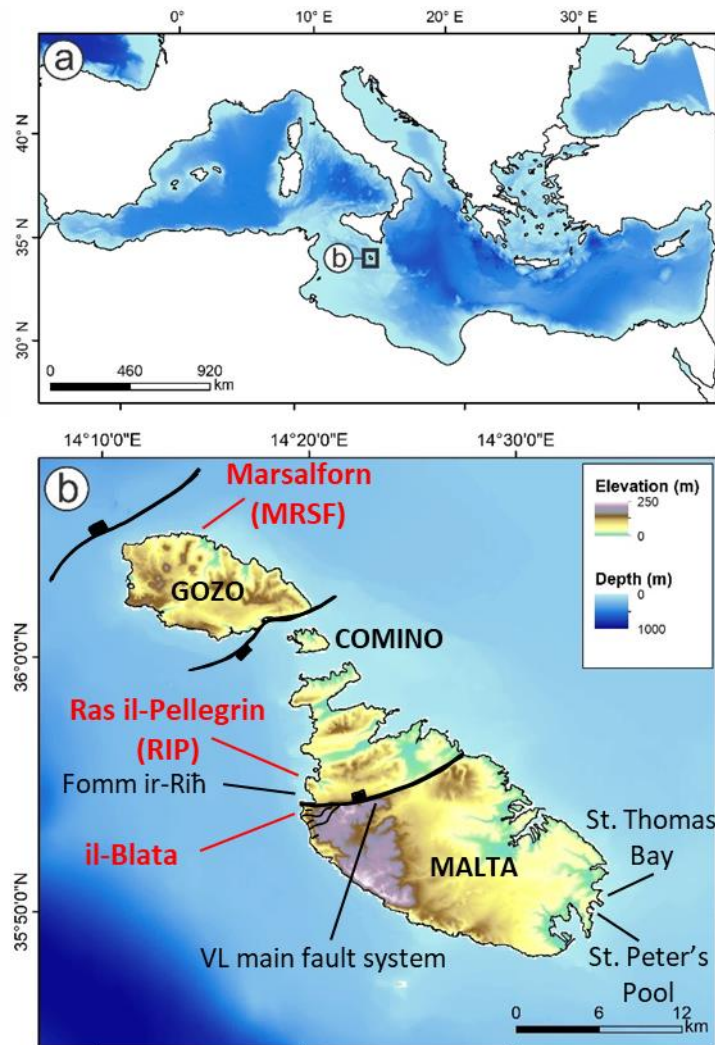 0° 10° E 20° E 30° E
a
40° N
35° N
30° N
b
0 460 920
km
14°10'0"E 14°20'0"E 14°30'0"E
b
Marsalforn
(MRSF)
GOZO
COMINO
Elevation (m)
250
0
Depth (m)
0
1000
36°0'0"N
Ras il-Pellegrin
(RIP)
Fomm ir-Riħ
il-Blata
MALTA
St. Thomas
Bay
35°50'0"N
VL main fault system
St. Peter's
Pool
0 6 12
km